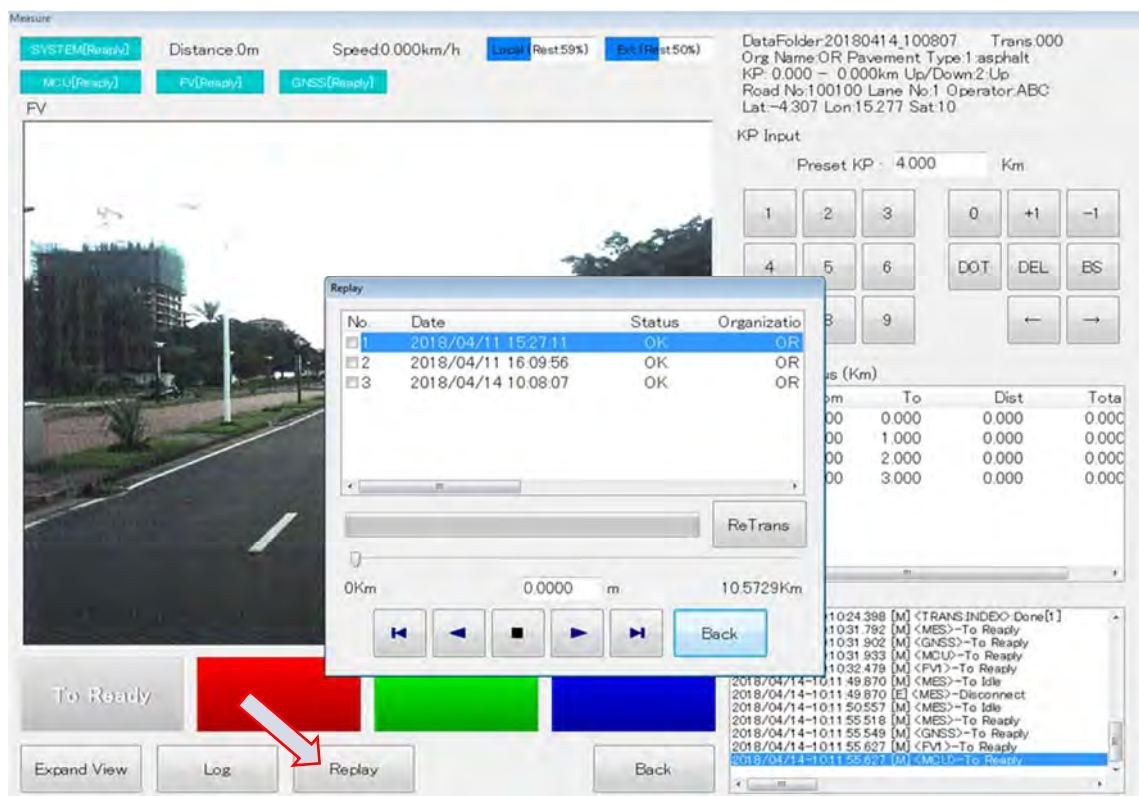 Measure
SYSTEM[Reaply] Distance:0m Speed:0.000km/h Local (Rest:59%) Ext:(Rest:50%)
MCU[Reaply] FV[Reaply] GNSS[Reaply]
FV
DataFolder:20180414_100807 Trans:000
Org Name:OR Pavement Type:1:asphalt
KP: 0.000 - 0.000km Up/Down:2:Up
Road No:100100 Lane No:1 Operator:ABC
Lat:-4.307 Lon:15.277 Sat:10
KP Input
Preset KP : 4.000 Km
1 2 3 0 +1 -1
4 5 6 DOT DEL BS
9 ← →
(Km)
To Dist Tota
00 0.000 0.000 0.000
00 1.000 0.000 0.000
00 2.000 0.000 0.000
00 3.000 0.000 0.000
Replay
No. Date Status Organizatio
1 2018/04/11 15:27:11 OK OR
2 2018/04/11 16:09:56 OK OR
3 2018/04/14 10:08:07 OK OR
ReTrans
0Km 0.0000 m 10.5729Km
Back
10:24.398 [M] <TRANS:INDEX> Done[1]
10:31.792 [M] <MES>-To Reaply
10:31.902 [M] <GNSS>-To Reaply
10:31.933 [M] <MCU>-To Reaply
10:32.479 [M] <FV1>-To Reaply
2018/04/14-10:11:49.870 [M] <MES>-To Idle
2018/04/14-10:11:49.870 [E] <MES>-Disconnect
2018/04/14-10:11:50.557 [M] <MES>-To Idle
2018/04/14-10:11:55.518 [M] <MES>-To Reaply
2018/04/14-10:11:55.549 [M] <GNSS>-To Reaply
2018/04/14-10:11:55.627 [M] <FV1>-To Reaply
2018/04/14-10:11:55.627 [M] <MCU>-To Reaply
To Ready
Expand View Log Replay Back